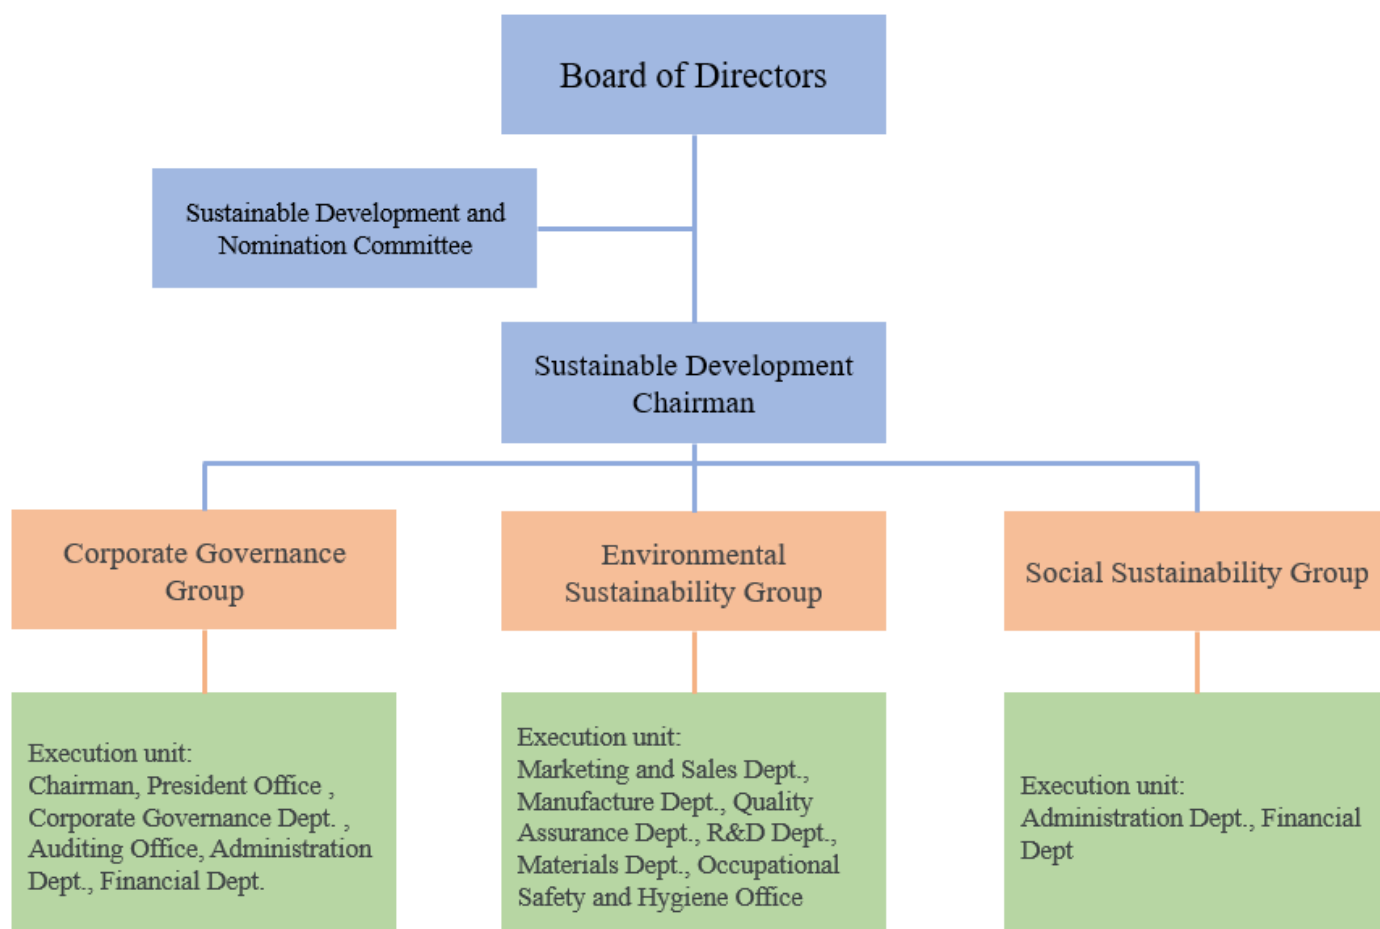 Board of Directors
Sustainable Development and
Nomination Committee
Sustainable Development
Chairman
Corporate Governance
Group
Environmental
Sustainability Group
Social Sustainability Group
Execution unit:
Chairman, President Office ,
Corporate Governance Dept. ,
Auditing Office, Administration
Dept., Financial Dept.
Execution unit:
Marketing and Sales Dept.,
Manufacture Dept., Quality
Assurance Dept., R&D Dept.,
Materials Dept., Occupational
Safety and Hygiene Office
Execution unit:
Administration Dept., Financial
Dept